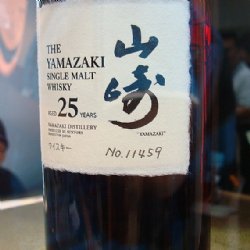 THE
YAMAZAKI
SINGLE MALT
WHISKY
AGED 25 YEARS
山崎
"YAMAZAKI"
YAMAZAKI DISTILLERY
ウイスキー
No.11459